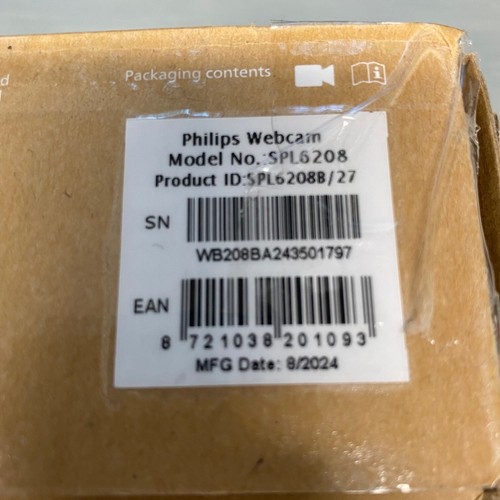 d
Packaging contents
Philips Webcam
Model No.:SPL6208
Product ID:SPL6208B/27
SN
WB208BA243501797
EAN
8 721038 201093
MFG Date: 8/2024